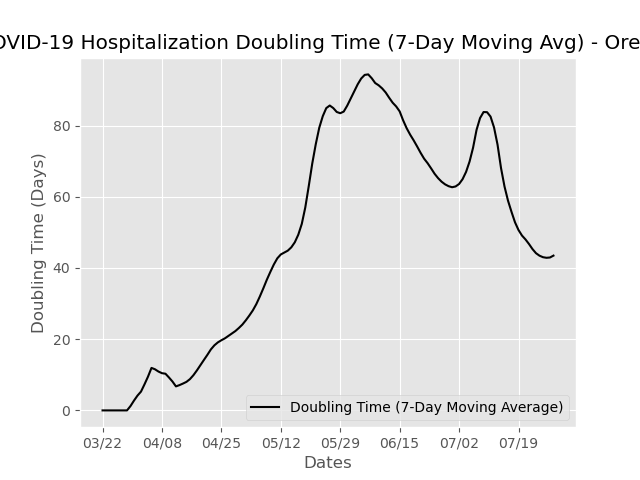 OVID-19 Hospitalization Doubling Time (7-Day Moving Avg) - Ore
Doubling Time (Days)
80
60
40
20
0
Doubling Time (7-Day Moving Average)
03/22 04/08 04/25 05/12 05/29 06/15 07/02 07/19
Dates